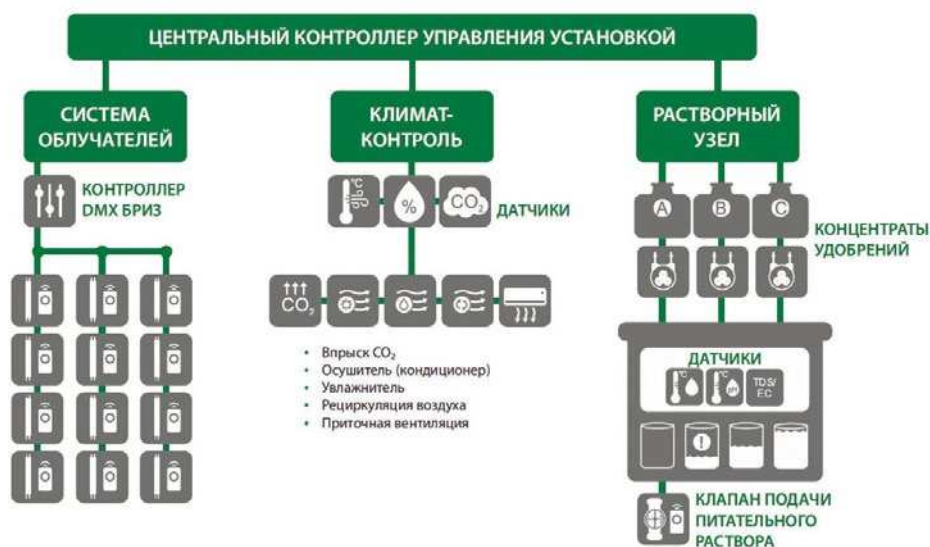 ЦЕНТРАЛЬНЫЙ КОНТРОЛЛЕР УПРАВЛЕНИЯ УСТАНОВКОЙ
СИСТЕМА
ОБЛУЧАТЕЛЕЙ
КОНТРОЛЛЕР
DMX БРИЗ
КЛИМАТ-
КОНТРОЛЬ
°C
%
CO₂
ДАТЧИКИ
CO₂
• Впрыск CO₂
• Осушитель (кондиционер)
• Увлажнитель
• Рециркуляция воздуха
• Приточная вентиляция
РАСТВОРНЫЙ
УЗЕЛ
A
B
C
КОНЦЕНТРАТЫ
УДОБРЕНИЙ
ДАТЧИКИ
°C
°C
pH
TDS/
EC
!
КЛАПАН ПОДАЧИ
ПИТАТЕЛЬНОГО
РАСТВОРА